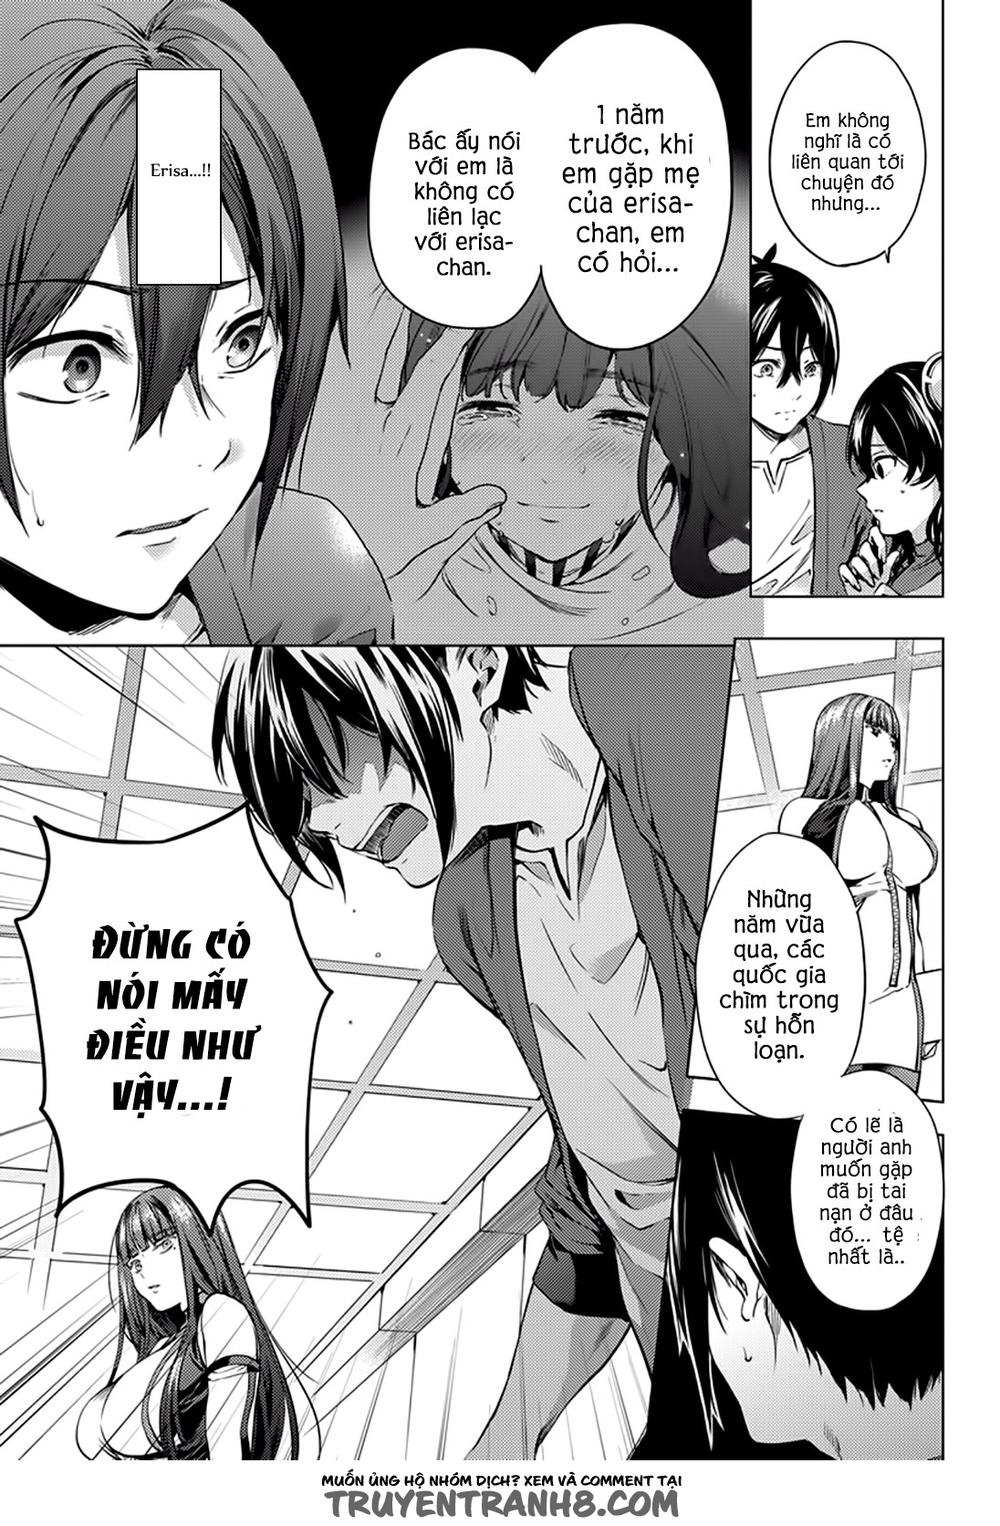 Em không
nghĩ là có
liên quan tới
chuyện đó
nhưng...
1 năm
trước, khi
em gặp mẹ
của erisa-
chan, em
có hỏi...
Bác ấy nói
với em là
không có
liên lạc
với erisa-
chan.
Erisa...!!
Những
năm vừa
qua, các
quốc gia
chìm trong
sự hỗn
loạn.
Có lẽ là
người anh
muốn gặp
đã bị tai
nạn ở đâu
đó... tệ
nhất là..
ĐỪNG CÓ
NÓI MẤY
ĐIỀU NHƯ
VẬY...!
MUỐN ỦNG HỘ NHÓM DỊCH? XEM VÀ COMMENT TẠI
TRUYENTRANH8.COM